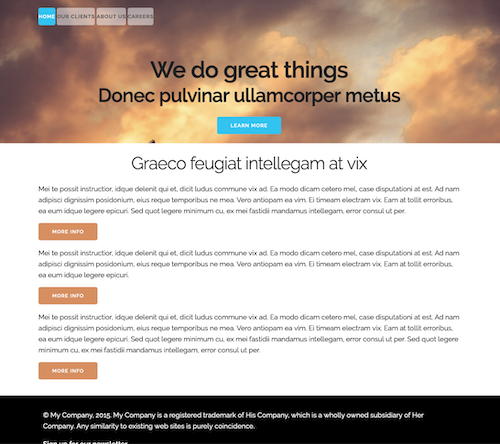 HOME OUR CLIENTS ABOUT US CAREERS
We do great things
Donec pulvinar ullamcorper metus
LEARN MORE
Graeco feugiat intellegam at vix
Mei te possit instructior, idque delenit qui et, dicit ludus commune vix ad. Ea modo dicam cetero mel, case disputationi at est. Ad nam
adipisci dignissim posidonium, eius reque temporibus ne mea. Vero antiopam ea vim. Ei timeam electram vix. Eam at tollit erroribus,
ea eum idque legere epicuri. Sed quot legere minimum cu, ex mei fastidii mandamus intellegam, error consul ut per.
MORE INFO
Mei te possit instructior, idque delenit qui et, dicit ludus commune vix ad. Ea modo dicam cetero mel, case disputationi at est. Ad nam
adipisci dignissim posidonium, eius reque temporibus ne mea. Vero antiopam ea vim. Ei timeam electram vix. Eam at tollit erroribus,
ea eum idque legere epicuri.
MORE INFO
Mei te possit instructior, idque delenit qui et, dicit ludus commune vix ad. Ea modo dicam cetero mel, case disputationi at est. Ad nam
adipisci dignissim posidonium, eius reque temporibus ne mea. Vero antiopam ea vim. Ei timeam electram vix. Eam at tollit erroribus,
ea eum idque legere epicuri. Sed quot legere minimum cu, ex mei fastidii mandamus intellegam, error consul ut per. Sed quot legere
minimum cu, ex mei fastidii mandamus intellegam, error consul ut per.
MORE INFO
© My Company, 2015. My Company is a registered trademark of His Company, which is a wholly owned subsidiary of Her
Company. Any similarity to existing web sites is purely coincidence.
Sign up for our newsletter